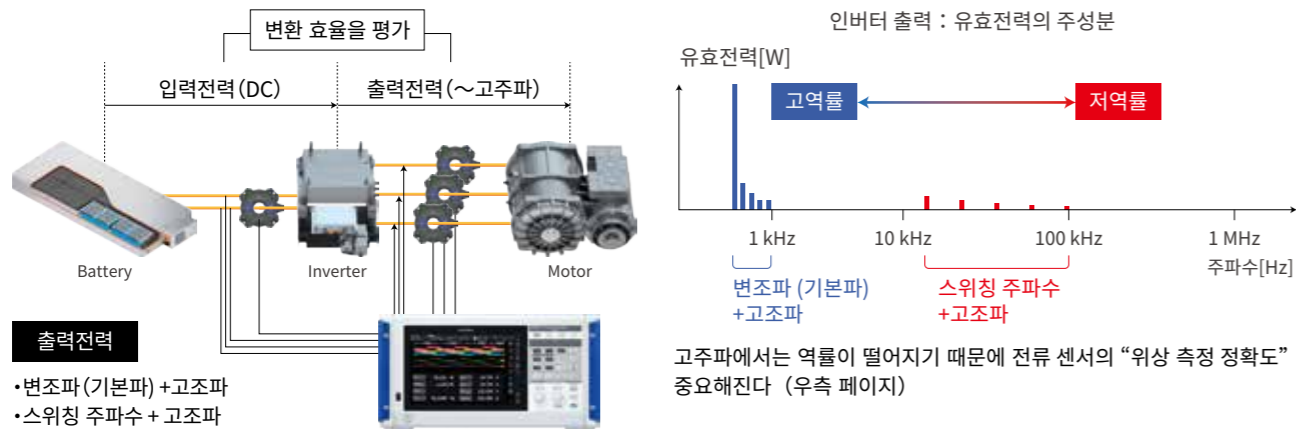 변환 효율을 평가
입력전력(DC)
출력전력(～고주파)
Battery
Inverter
Motor
출력전력
•변조파(기본파) +고조파
•스위칭 주파수 + 고조파
인버터 출력 : 유효전력의 주성분
유효전력[W]
고역률
저역률
1 kHz
10 kHz
100 kHz
1 MHz
주파수[Hz]
변조파 (기본파)
+고조파
스위칭 주파수
+고조파
고주파에서는 역률이 떨어지기 때문에 전류 센서의 “위상 측정 정확도”
중요해진다 (우측 페이지)